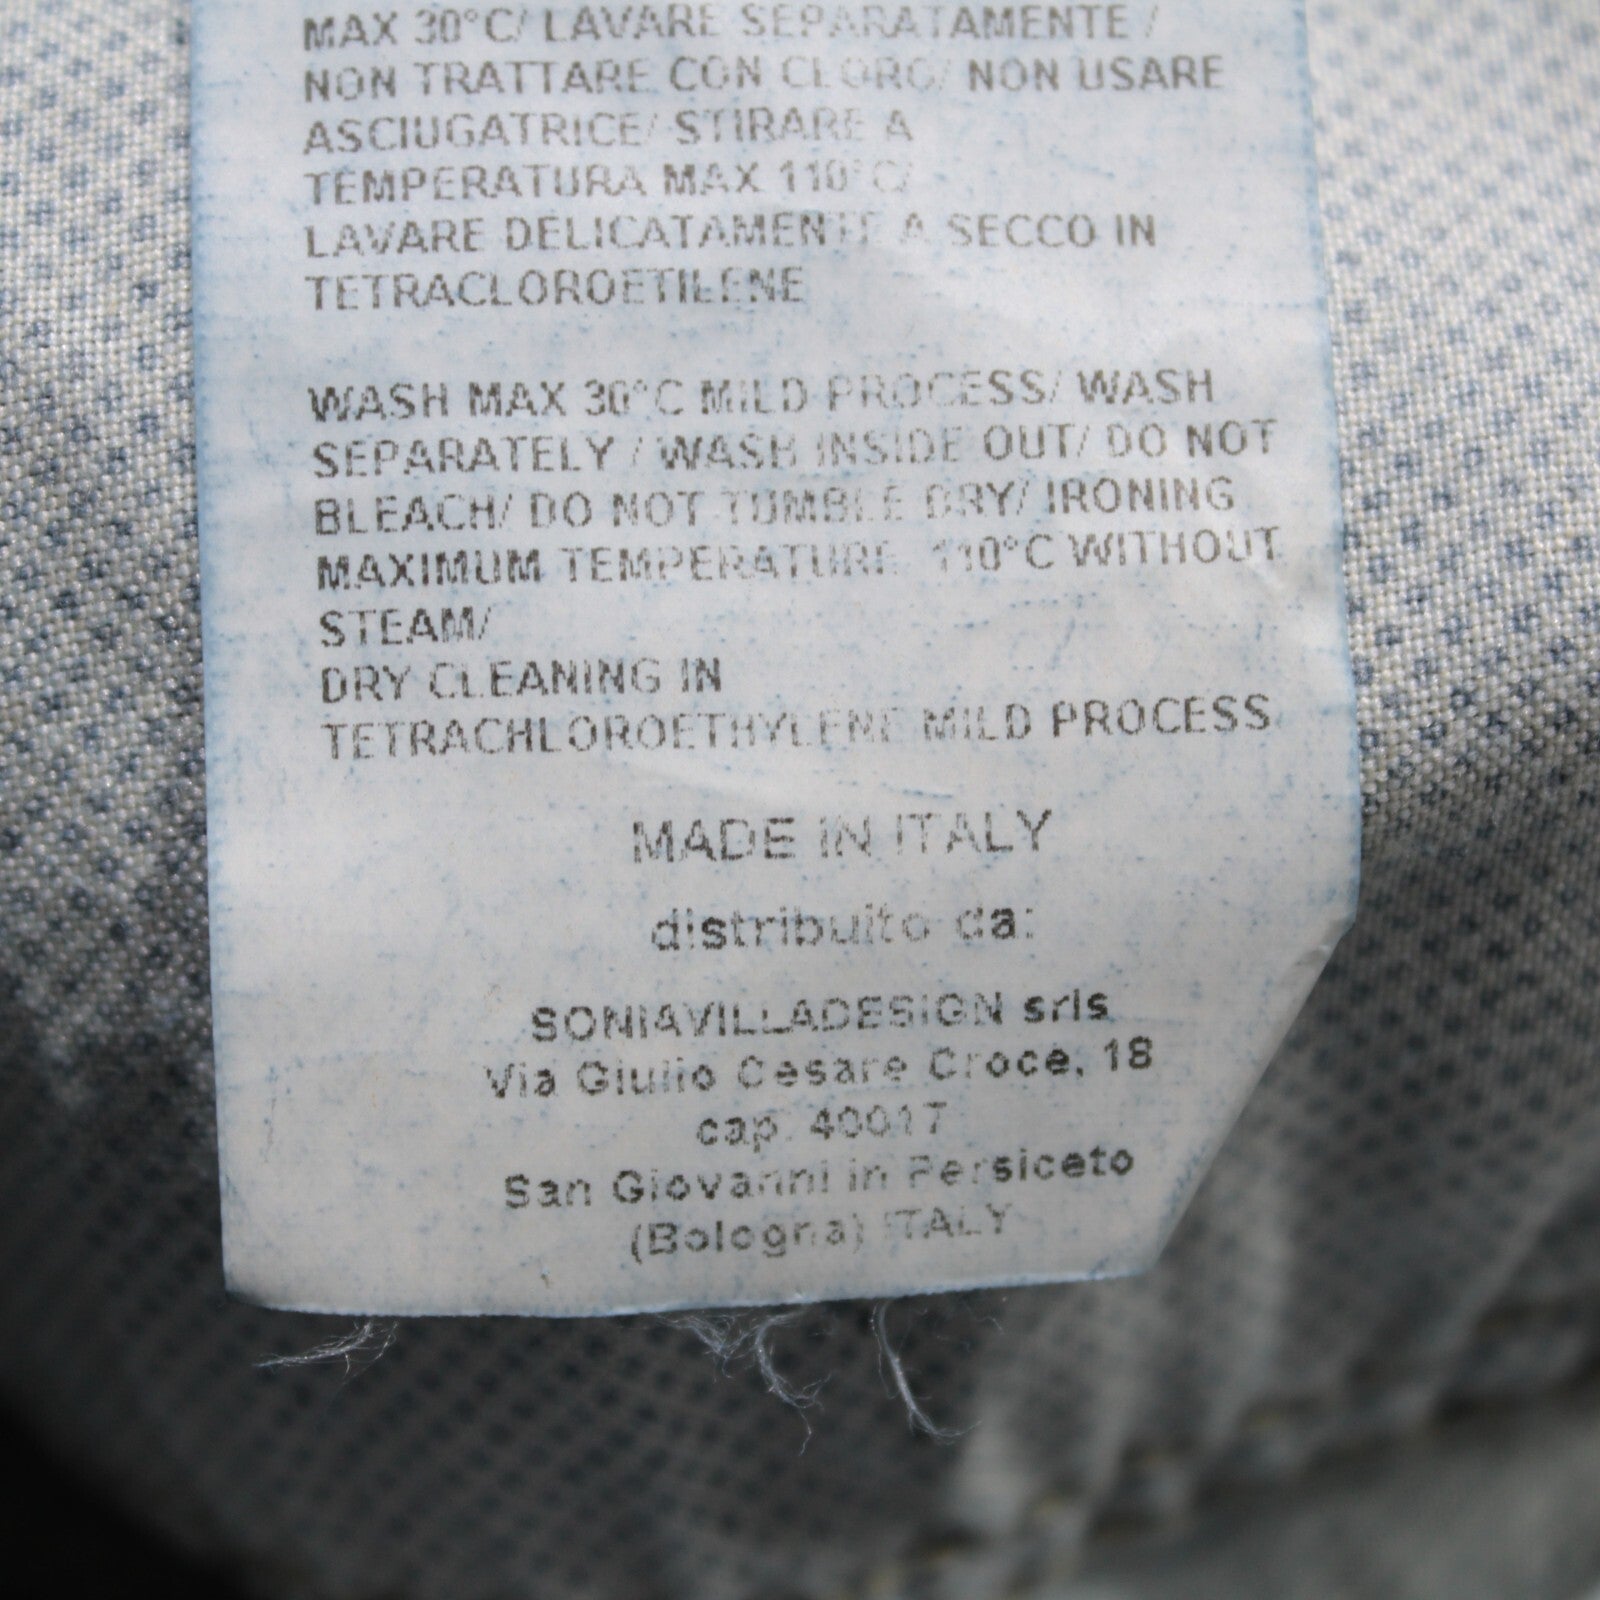 MAX 30°C/ LAVARE SEPARATAMENTE /
NON TRATTARE CON CLORO/ NON USARE
ASCIUGATRICE/ STIRARE A
TEMPERATURA MAX 110°C/
LAVARE DELICATAMENTE A SECCO IN
TETRACLOROETILENE
WASH MAX 30°C MILD PROCESS/ WASH
SEPARATELY / WASH INSIDE OUT/ DO NOT
BLEACH/ DO NOT TUMBLE DRY/ IRONING
MAXIMUM TEMPERATURE 110°C WITHOUT
STEAM/
DRY CLEANING IN
TETRACHLOROETHYLENE MILD PROCESS
MADE IN ITALY
distribuito da:
SONIAVILLADESIGN srls
Via Giulio Cesare Croce, 18
cap. 40017
San Giovanni in Persiceto
(Bologna) ITALY